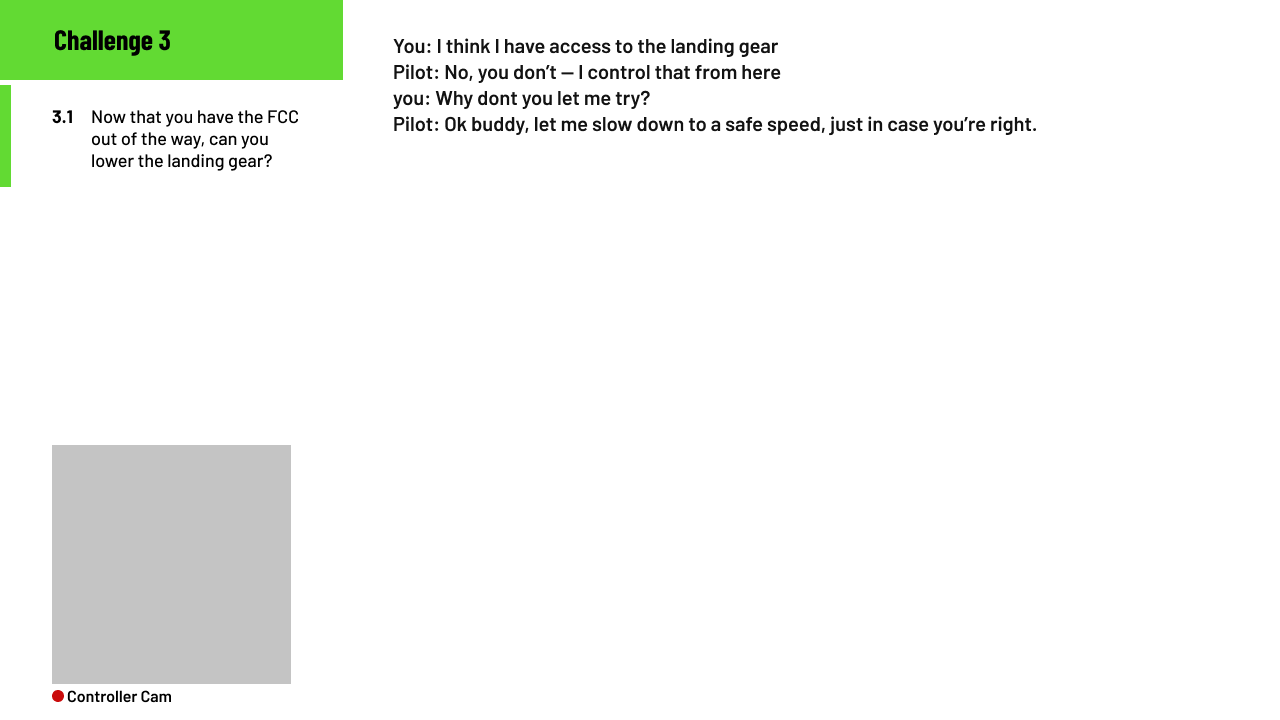 Challenge 3
3.1 Now that you have the FCC
out of the way, can you
lower the landing gear?
You: I think I have access to the landing gear
Pilot: No, you don’t — I control that from here
you: Why dont you let me try?
Pilot: Ok buddy, let me slow down to a safe speed, just in case you’re right.
Controller Cam